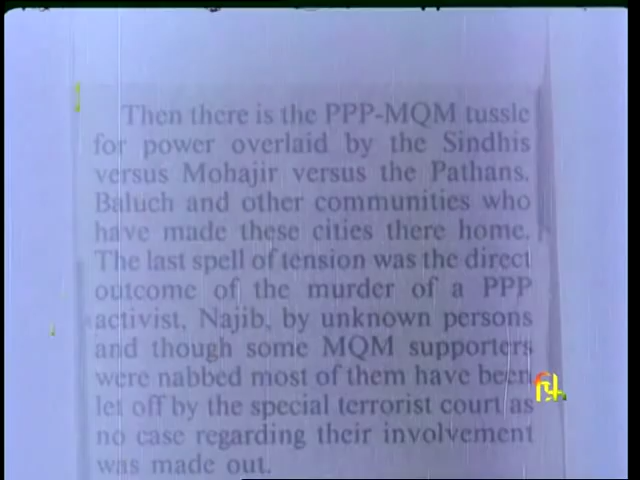 Then there is the PPP-MQM tussle
for power overlaid by the Sindhis
versus Mohajir versus the Pathans.
Baluch and other communities who
have made these cities there home.
The last spell of tension was the direct
outcome of the murder of a PPP
activist, Najib, by unknown persons
and though some MQM supporters
were nabbed most of them have been
let off by the special terrorist court as
no case regarding their involvement
was made out.